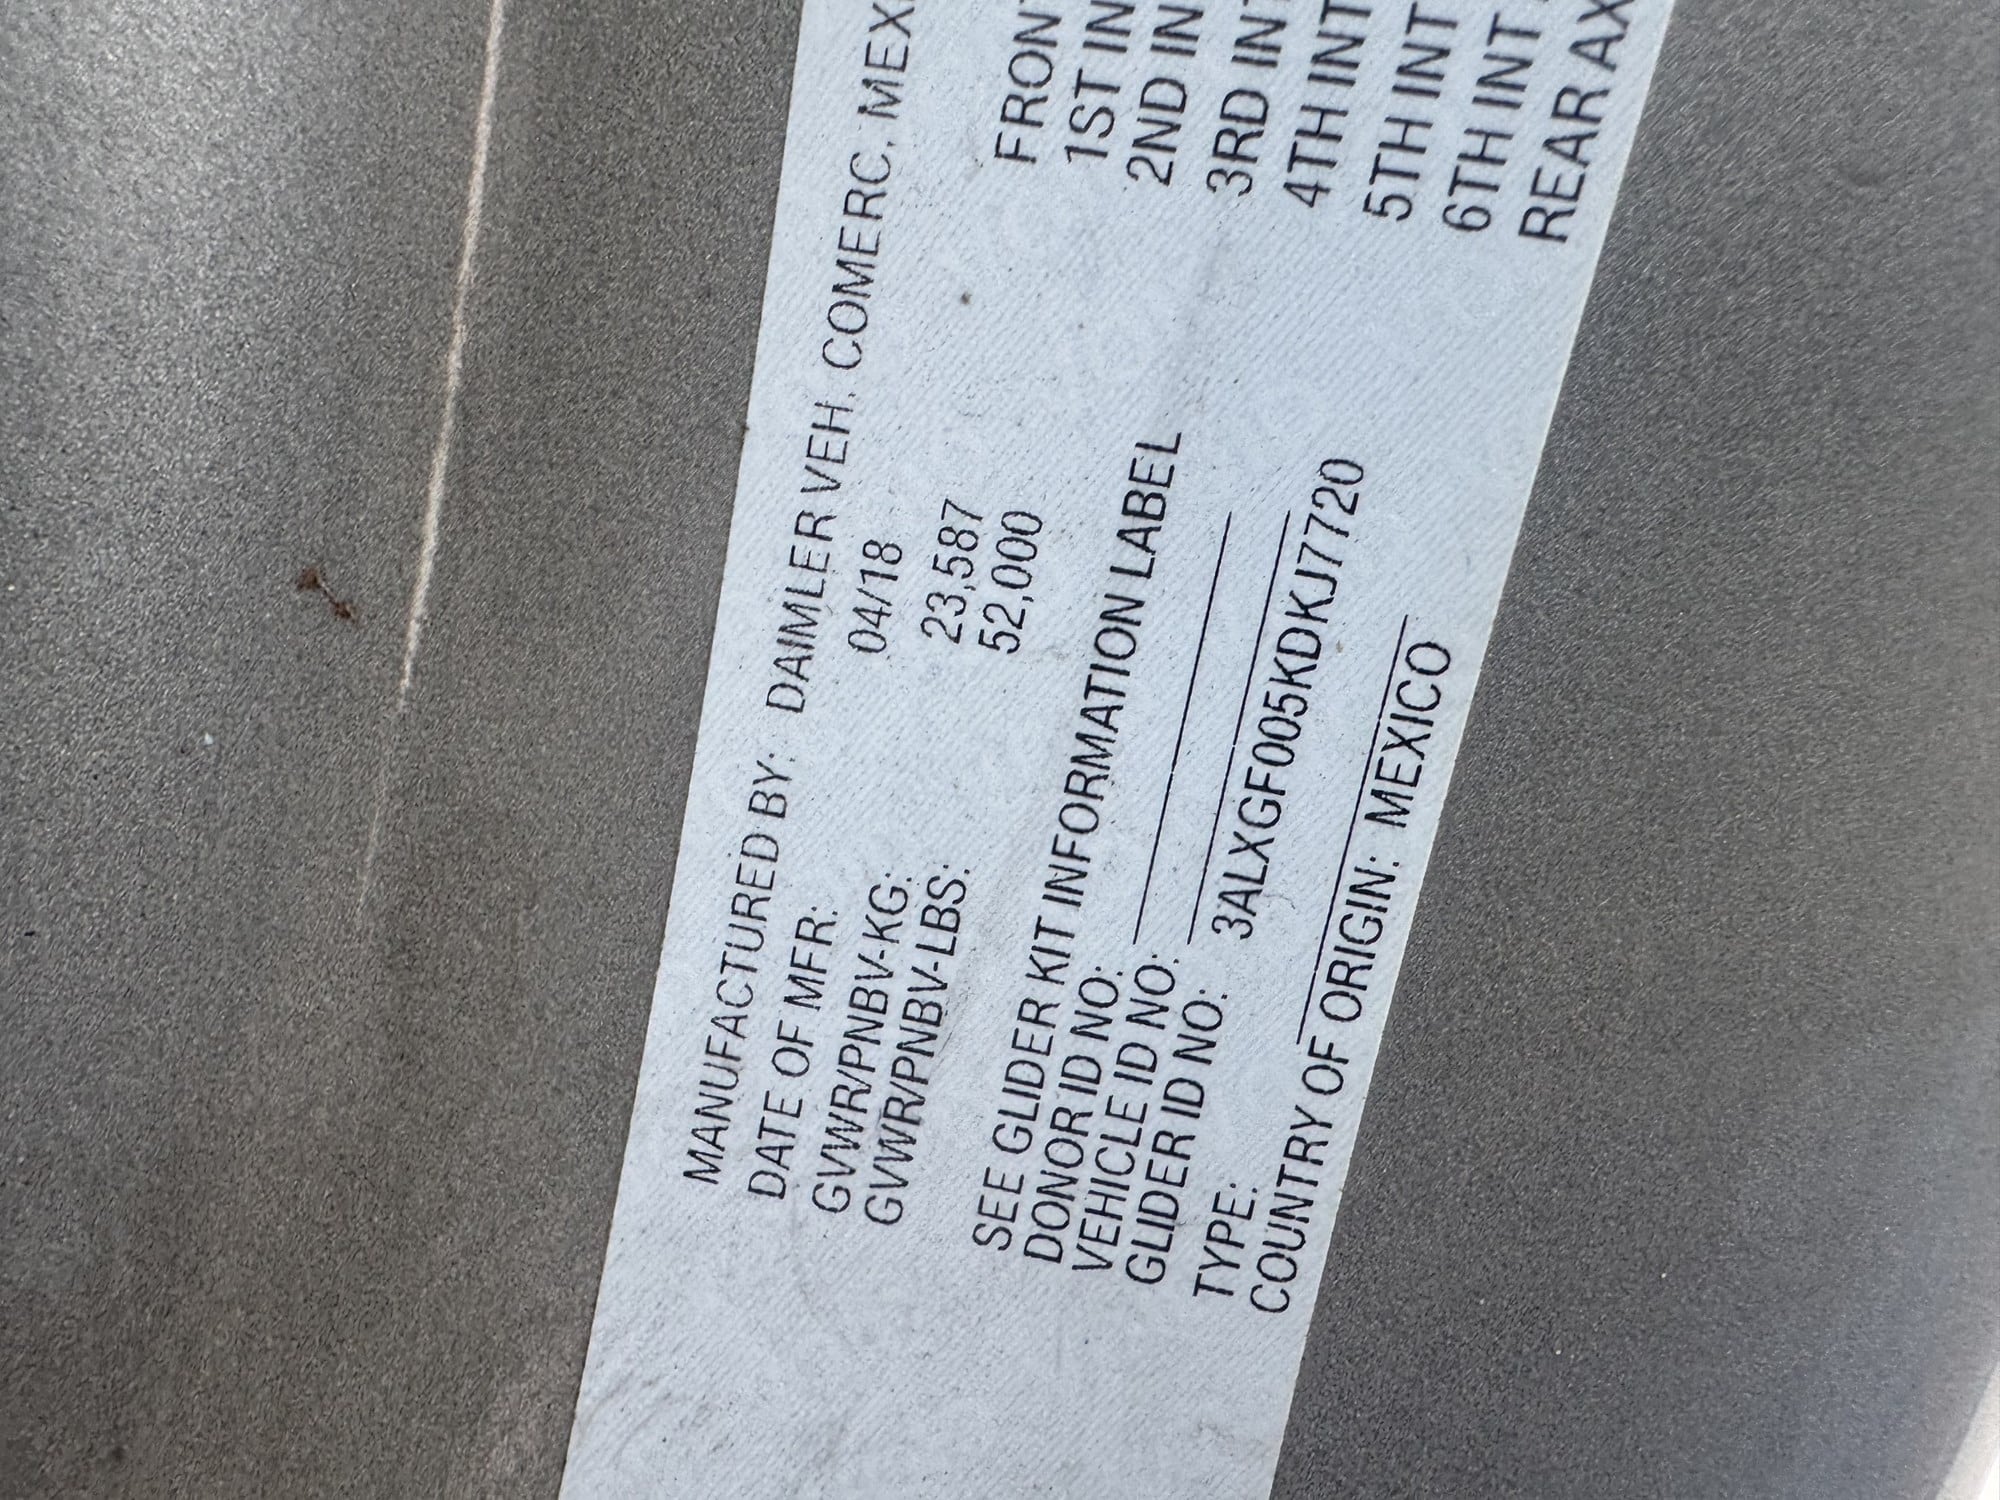 MANUFACTURED BY: DAIMLER VEH. COMERC. MEX.
DATE OF MFR: 04/18
GVWR/PNBV-KG: 23,587
GVWR/PNBV-LBS: 52,000
SEE GLIDER KIT INFORMATION LABEL
DONOR ID NO:
VEHICLE ID NO:
GLIDER ID NO: 3ALXGF005KDKJ7720
TYPE:
COUNTRY OF ORIGIN: MEXICO
FRONT
1ST INT
2ND INT
3RD INT
4TH INT
5TH INT
6TH INT
REAR AX